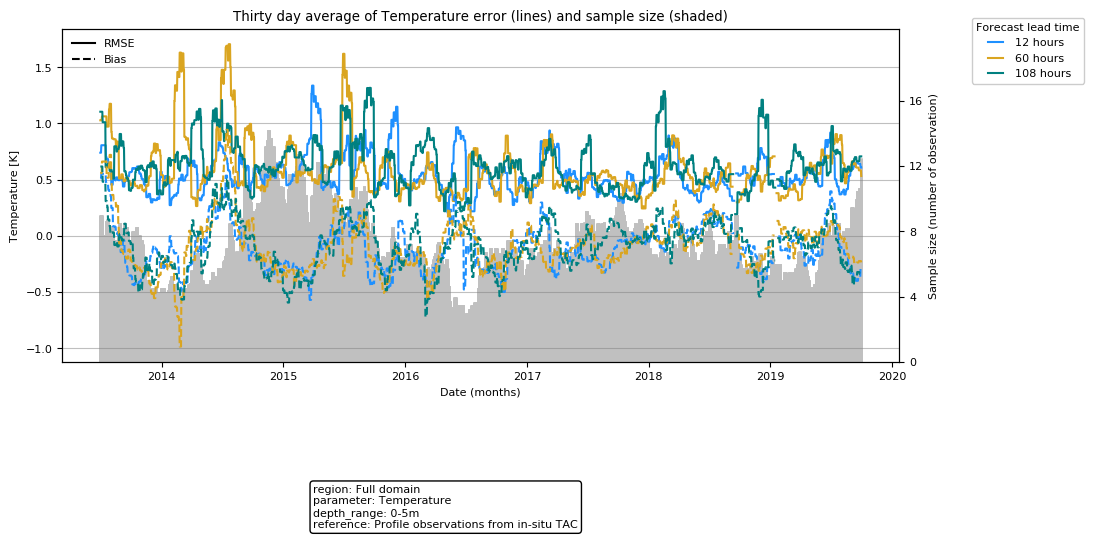 Thirty day average of Temperature error (lines) and sample size (shaded)
RMSE
Bias
Forecast lead time
12 hours
60 hours
108 hours
1.5
1.0
0.5
0.0
−0.5
−1.0
Temperature [K]
16
12
8
4
0
Sample size (number of observation)
2014
2015
2016
2017
2018
2019
2020
Date (months)
region: Full domain
parameter: Temperature
depth_range: 0-5m
reference: Profile observations from in-situ TAC